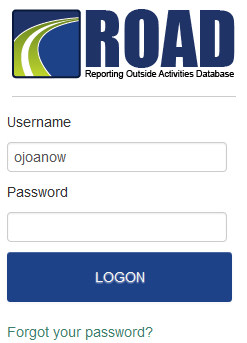 ROAD
Reporting Outside Activities Database
Username
ojoanow
Password
LOGON
Forgot your password?